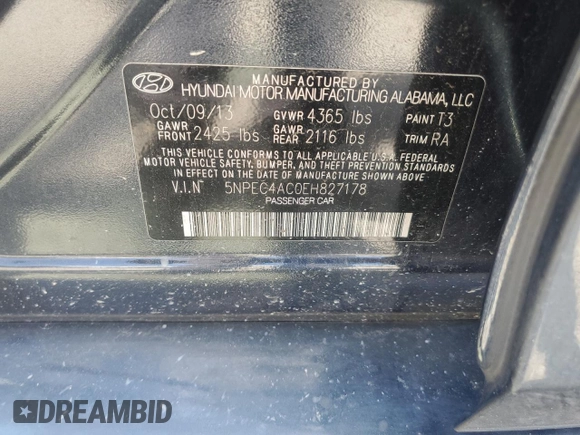 MANUFACTURED BY
HYUNDAI MOTOR MANUFACTURING ALABAMA, LLC
Oct/09/13 GVWR 4365 lbs PAINT T3
GAWR FRONT 2425 lbs GAWR REAR 2116 lbs TRIM RA
THIS VEHICLE CONFORMS TO ALL APPLICABLE U.S.A. FEDERAL
MOTOR VEHICLE SAFETY, BUMPER, AND THEFT PREVENTION STANDARDS
IN EFFECT ON THE DATE OF MANUFACTURE SHOWN ABOVE.
V.I.N 5NPEC4AC0EH827178
PASSENGER CAR
DREAMBID